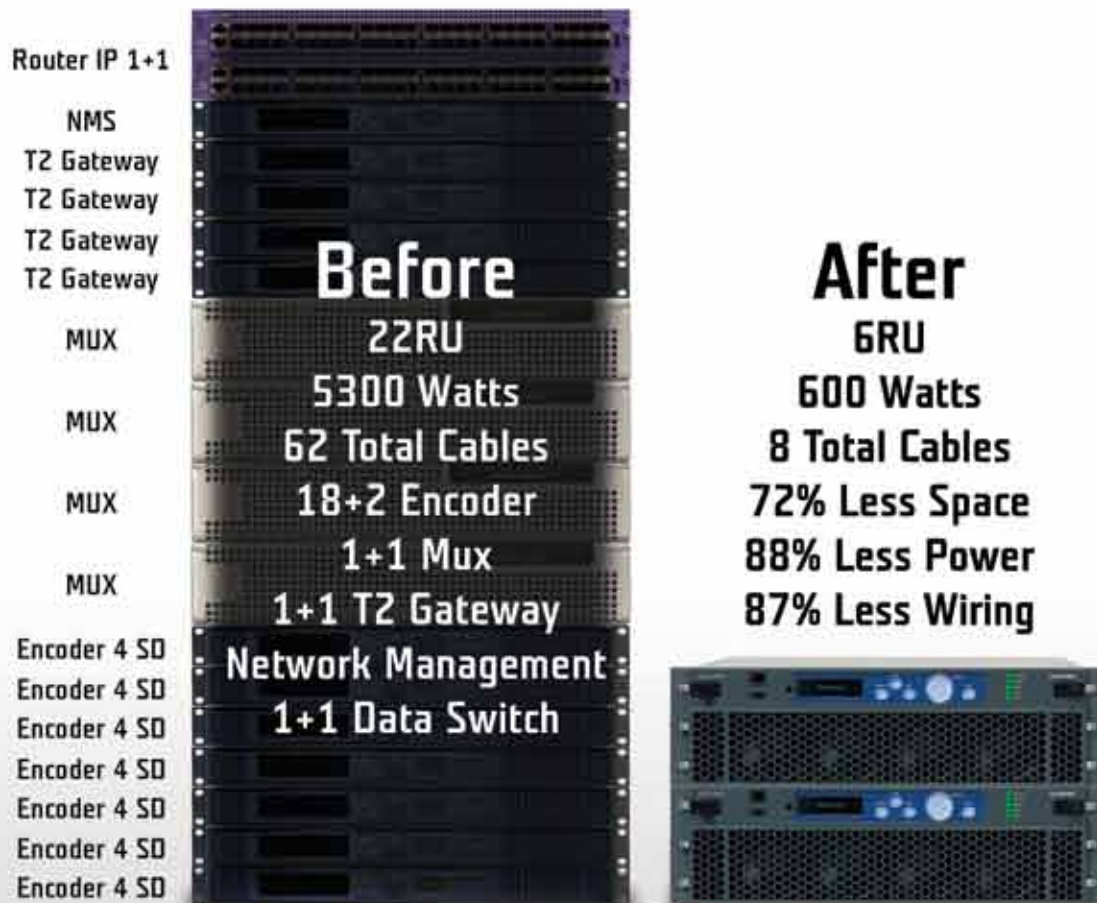 Router IP 1+1
NMS
T2 Gateway
T2 Gateway
T2 Gateway
T2 Gateway
MUX
MUX
MUX
MUX
Encoder 4 SD
Encoder 4 SD
Encoder 4 SD
Encoder 4 SD
Encoder 4 SD
Encoder 4 SD
Encoder 4 SD
Before
22RU
5300 Watts
62 Total Cables
18+2 Encoder
1+1 Mux
1+1 T2 Gateway
Network Management
1+1 Data Switch
After
6RU
600 Watts
8 Total Cables
72% Less Space
88% Less Power
87% Less Wiring